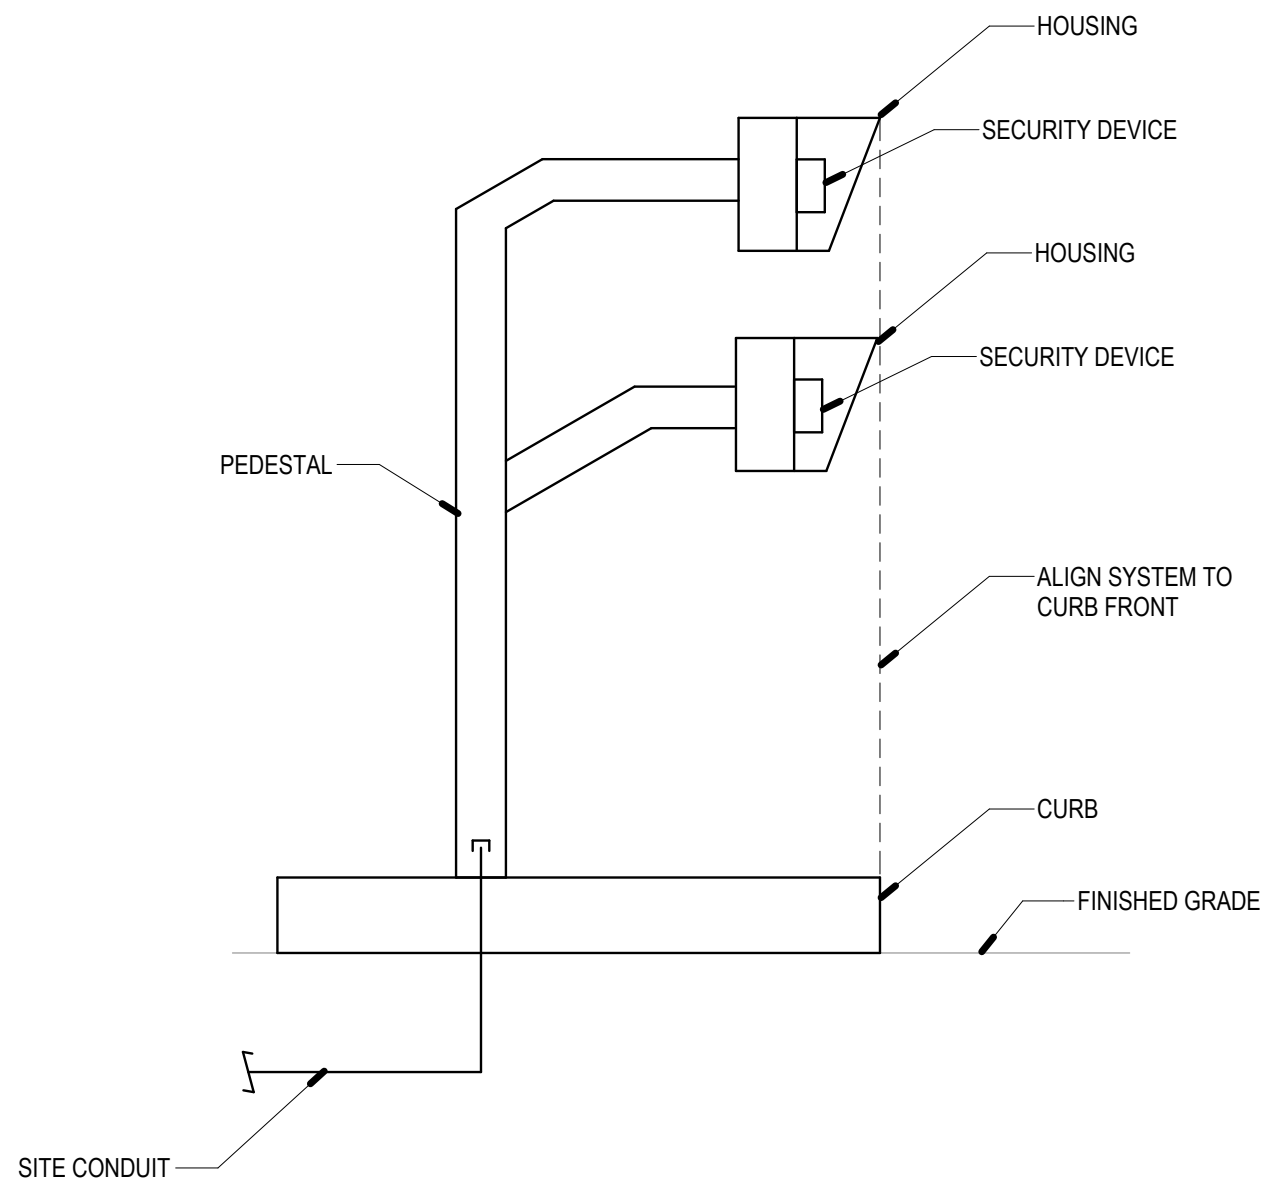 HOUSING
SECURITY DEVICE
HOUSING
SECURITY DEVICE
PEDESTAL
ALIGN SYSTEM TO
CURB FRONT
CURB
FINISHED GRADE
SITE CONDUIT